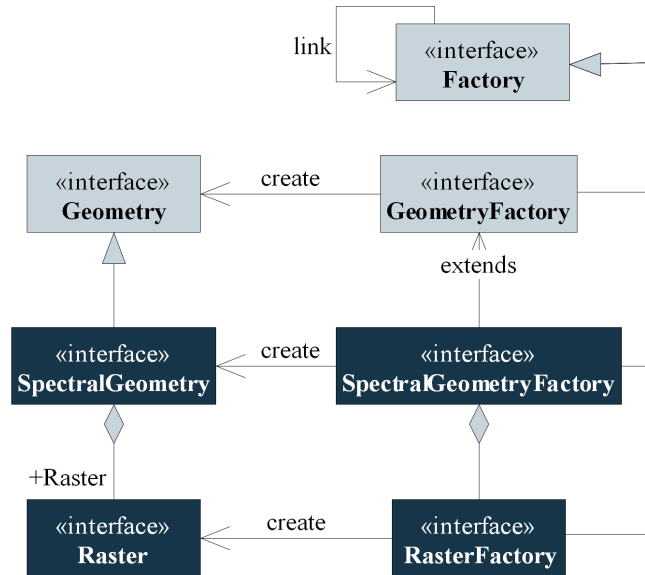 link
«interface»
Factory
«interface»
Geometry
create
«interface»
GeometryFactory
extends
«interface»
SpectralGeometry
create
«interface»
SpectralGeometryFactory
+Raster
«interface»
Raster
create
«interface»
RasterFactory